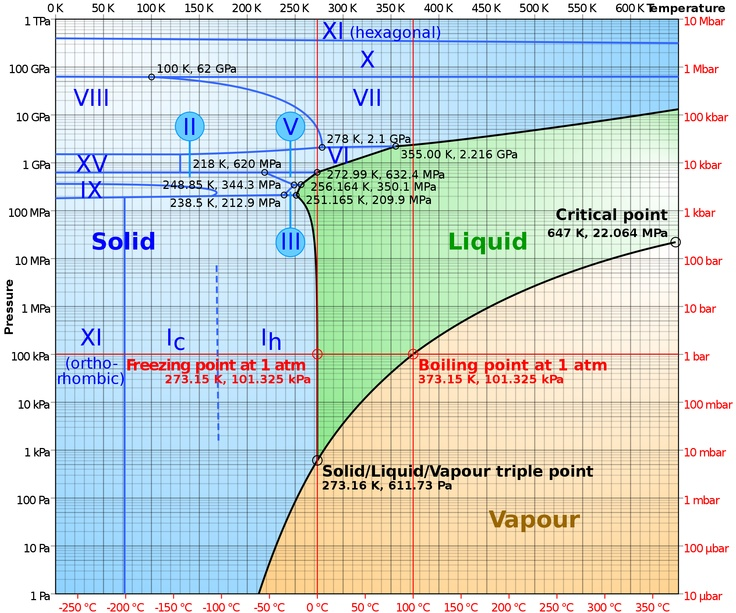 0 K 50 K 100 K 150 K 200 K 250 K 300 K 350 K 400 K 450 K 500 K 550 K 600 K Temperature
1 TPa
100 GPa
10 GPa
1 GPa
100 MPa
10 MPa
1 MPa
100 kPa
10 kPa
1 kPa
100 Pa
10 Pa
1 Pa
Pressure
10 Mbar
1 Mbar
100 kbar
10 kbar
1 kbar
100 bar
10 bar
1 bar
100 mbar
10 mbar
1 mbar
100 µbar
10 µbar
XI (hexagonal)
X
100 K, 62 GPa
VIII
VII
II
V
278 K, 2.1 GPa
VI
355.00 K, 2.216 GPa
XV
218 K, 620 MPa
272.99 K, 632.4 MPa
IX
248.85 K, 344.3 MPa
256.164 K, 350.1 MPa
238.5 K, 212.9 MPa
251.165 K, 209.9 MPa
III
Critical point
647 K, 22.064 MPa
Solid
Liquid
XI
(ortho-
rhombic)
Ic
Ih
Freezing point at 1 atm
273.15 K, 101.325 kPa
Boiling point at 1 atm
373.15 K, 101.325 kPa
Solid/Liquid/Vapour triple point
273.16 K, 611.73 Pa
Vapour
-250 °C -200 °C -150 °C -100 °C -50 °C 0 °C 50 °C 100 °C 150 °C 200 °C 250 °C 300 °C 350 °C